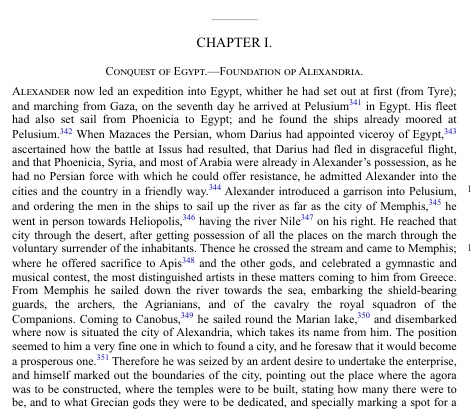 CHAPTER I.
Conquest of Egypt.—Foundation of Alexandria.
Alexander now led an expedition into Egypt, whither he had set out at first (from Tyre);
and marching from Gaza, on the seventh day he arrived at Pelusium341 in Egypt. His fleet
had also set sail from Phoenicia to Egypt; and he found the ships already moored at
Pelusium.342 When Mazaces the Persian, whom Darius had appointed viceroy of Egypt,343
ascertained how the battle at Issus had resulted, that Darius had fled in disgraceful flight,
and that Phoenicia, Syria, and most of Arabia were already in Alexander's possession, as he
had no Persian force with which he could offer resistance, he admitted Alexander into the
cities and the country in a friendly way.344 Alexander introduced a garrison into Pelusium,
and ordering the men in the ships to sail up the river as far as the city of Memphis,345 he
went in person towards Heliopolis,346 having the river Nile347 on his right. He reached that
city through the desert, after getting possession of all the places on the march through the
voluntary surrender of the inhabitants. Thence he crossed the stream and came to Memphis;
where he offered sacrifice to Apis348 and the other gods, and celebrated a gymnastic and
musical contest, the most distinguished artists in these matters coming to him from Greece.
From Memphis he sailed down the river towards the sea, embarking the shield-bearing
guards, the archers, the Agrianians, and of the cavalry the royal squadron of the
Companions. Coming to Canobus,349 he sailed round the Marian lake,350 and disembarked
where now is situated the city of Alexandria, which takes its name from him. The position
seemed to him a very fine one in which to found a city, and he foresaw that it would become
a prosperous one.351 Therefore he was seized by an ardent desire to undertake the enterprise,
and himself marked out the boundaries of the city, pointing out the place where the agora
was to be constructed, where the temples were to be built, stating how many there were to
be, and to what Grecian gods they were to be dedicated, and specially marking a spot for a